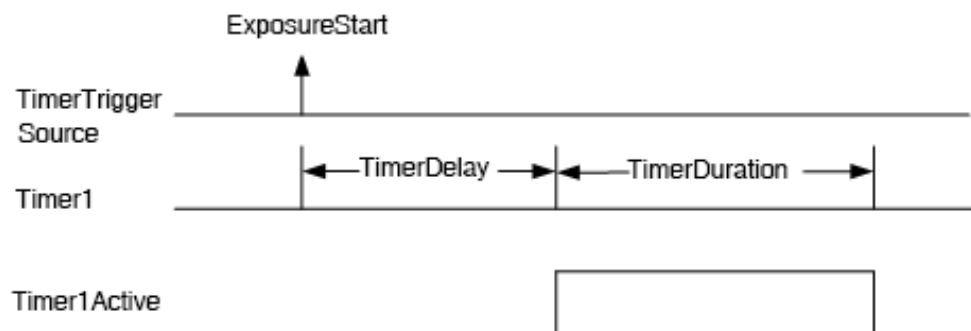 ExposureStart
TimerTrigger
Source
TimerDelay
TimerDuration
Timer1
Timer1Active